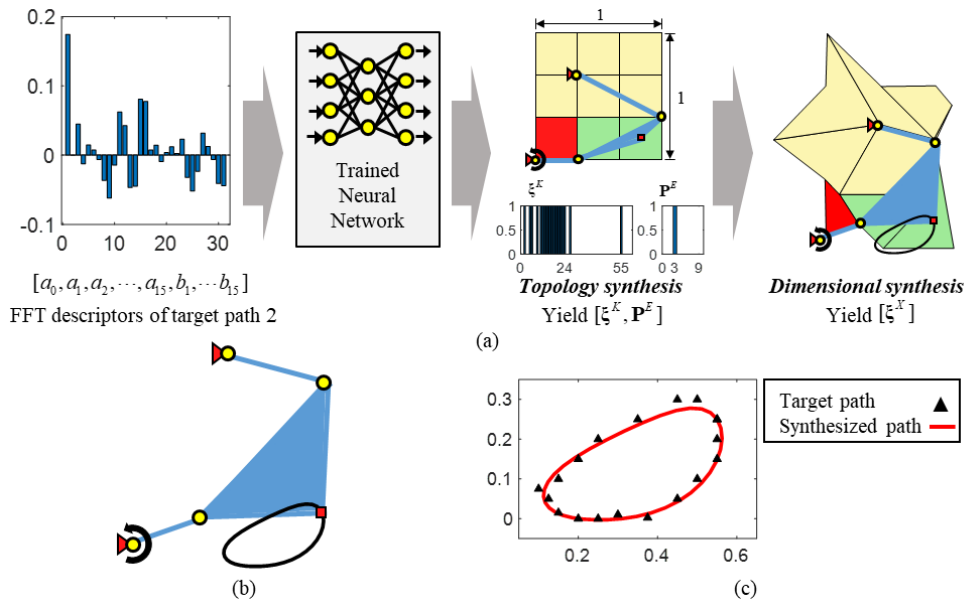 0.2
0.1
0
-0.1
0 10 20 30
[a₀, a₁, a₂, ⋯, a₁₅, b₁, ⋯ b₁₅]
FFT descriptors of target path 2
Trained
Neural
Network
1
1
ξᴷ
1
0.5
0
0 24 55
Pᴱ
1
0.5
0
0 3 9
Topology synthesis
Yield [ξᴷ, Pᴱ]
Dimensional synthesis
Yield [ξˣ]
(a)
(b)
0.3
0.2
0.1
0
0.2 0.4 0.6
Target path
Synthesized path
(c)